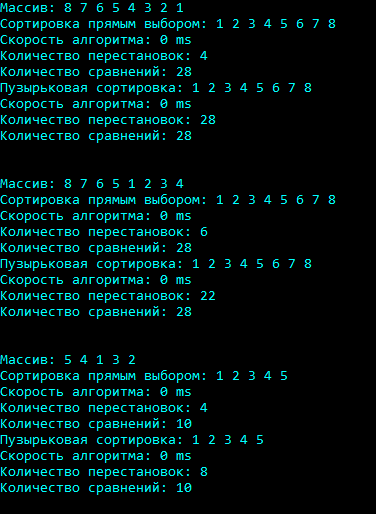 Массив: 8 7 6 5 4 3 2 1
Сортировка прямым выбором: 1 2 3 4 5 6 7 8
Скорость алгоритма: 0 ms
Количество перестановок: 4
Количество сравнений: 28
Пузырьковая сортировка: 1 2 3 4 5 6 7 8
Скорость алгоритма: 0 ms
Количество перестановок: 28
Количество сравнений: 28
Массив: 8 7 6 5 1 2 3 4
Сортировка прямым выбором: 1 2 3 4 5 6 7 8
Скорость алгоритма: 0 ms
Количество перестановок: 6
Количество сравнений: 28
Пузырьковая сортировка: 1 2 3 4 5 6 7 8
Скорость алгоритма: 0 ms
Количество перестановок: 22
Количество сравнений: 28
Массив: 5 4 1 3 2
Сортировка прямым выбором: 1 2 3 4 5
Скорость алгоритма: 0 ms
Количество перестановок: 4
Количество сравнений: 10
Пузырьковая сортировка: 1 2 3 4 5
Скорость алгоритма: 0 ms
Количество перестановок: 8
Количество сравнений: 10